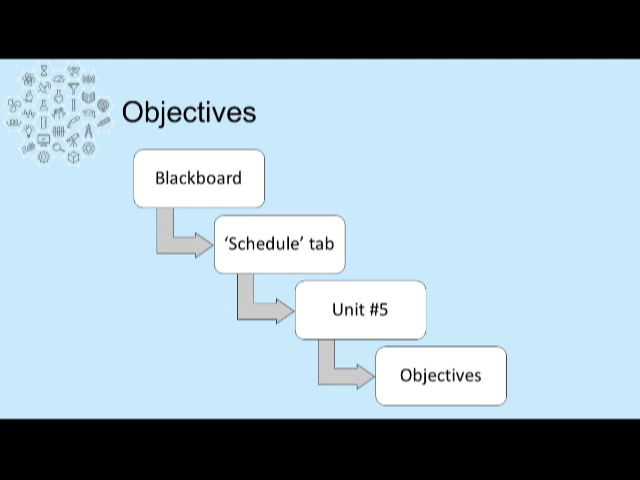 Objectives
Blackboard
‘Schedule’ tab
Unit #5
Objectives